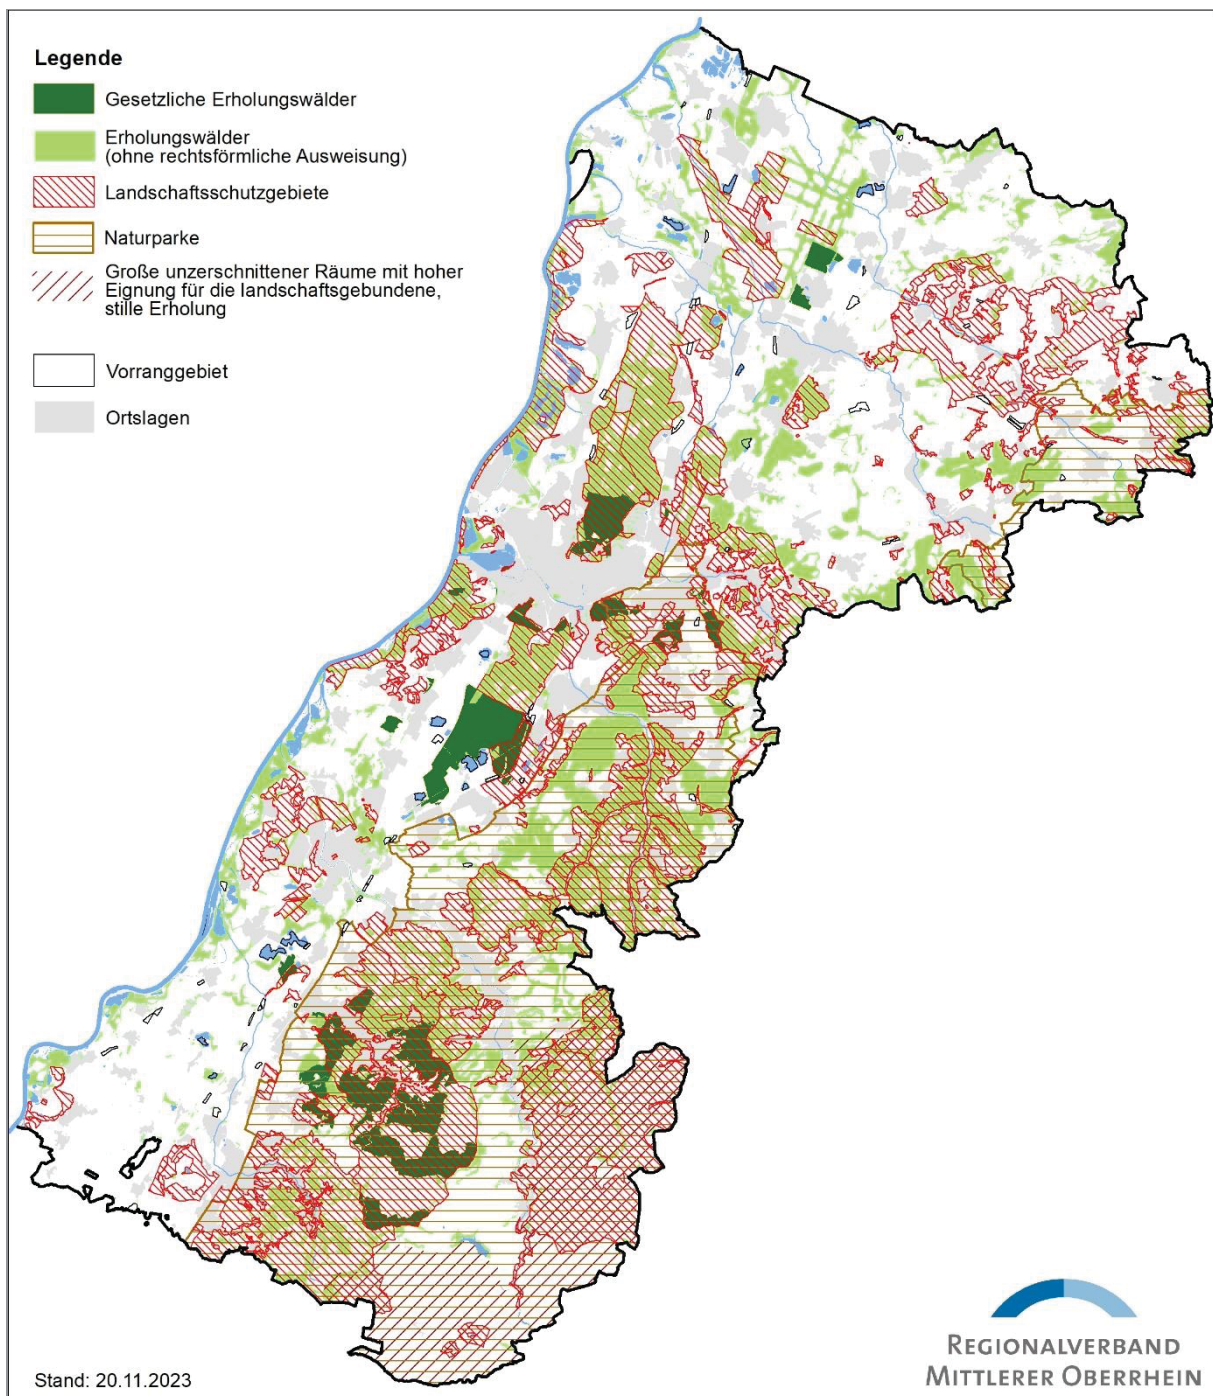 Legende
Gesetzliche Erholungswälder
Erholungswälder
(ohne rechtsförmliche Ausweisung)
Landschaftsschutzgebiete
Naturparke
Große unzerschnittener Räume mit hoher
Eignung für die landschaftsgebundene,
stille Erholung
Vorranggebiet
Ortslagen
Stand: 20.11.2023
REGIONALVERBAND
MITTLERER OBERRHEIN